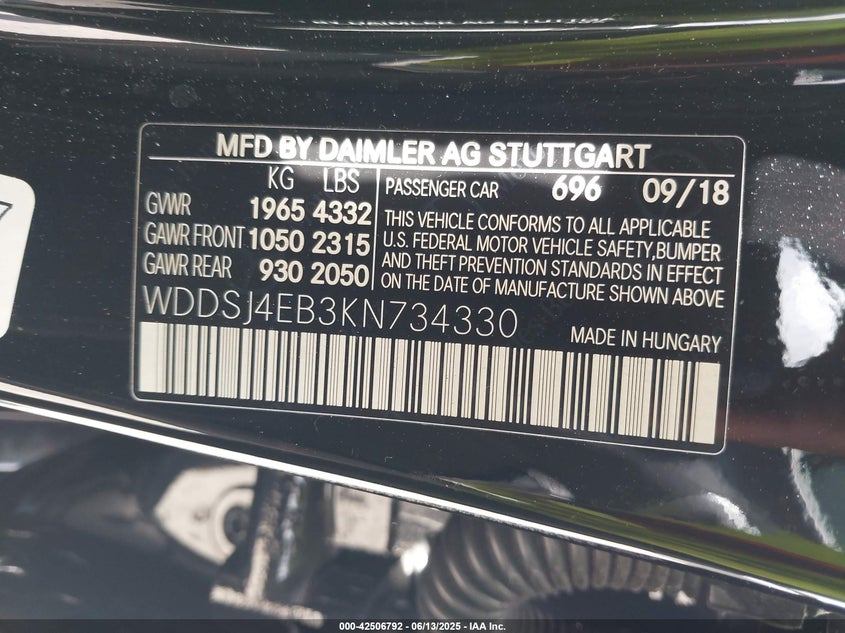 MFD BY DAIMLER AG STUTTGART
KG LBS
GVWR 1965 4332
GAWR FRONT 1050 2315
GAWR REAR 930 2050
PASSENGER CAR 696 09/18
THIS VEHICLE CONFORMS TO ALL APPLICABLE
U.S. FEDERAL MOTOR VEHICLE SAFETY,BUMPER
AND THEFT PREVENTION STANDARDS IN EFFECT
ON THE DATE OF MANUFACTURE SHOWN ABOVE
WDDSJ4EB3KN734330
MADE IN HUNGARY
000-42506792 - 06/13/2025 - IAA Inc.